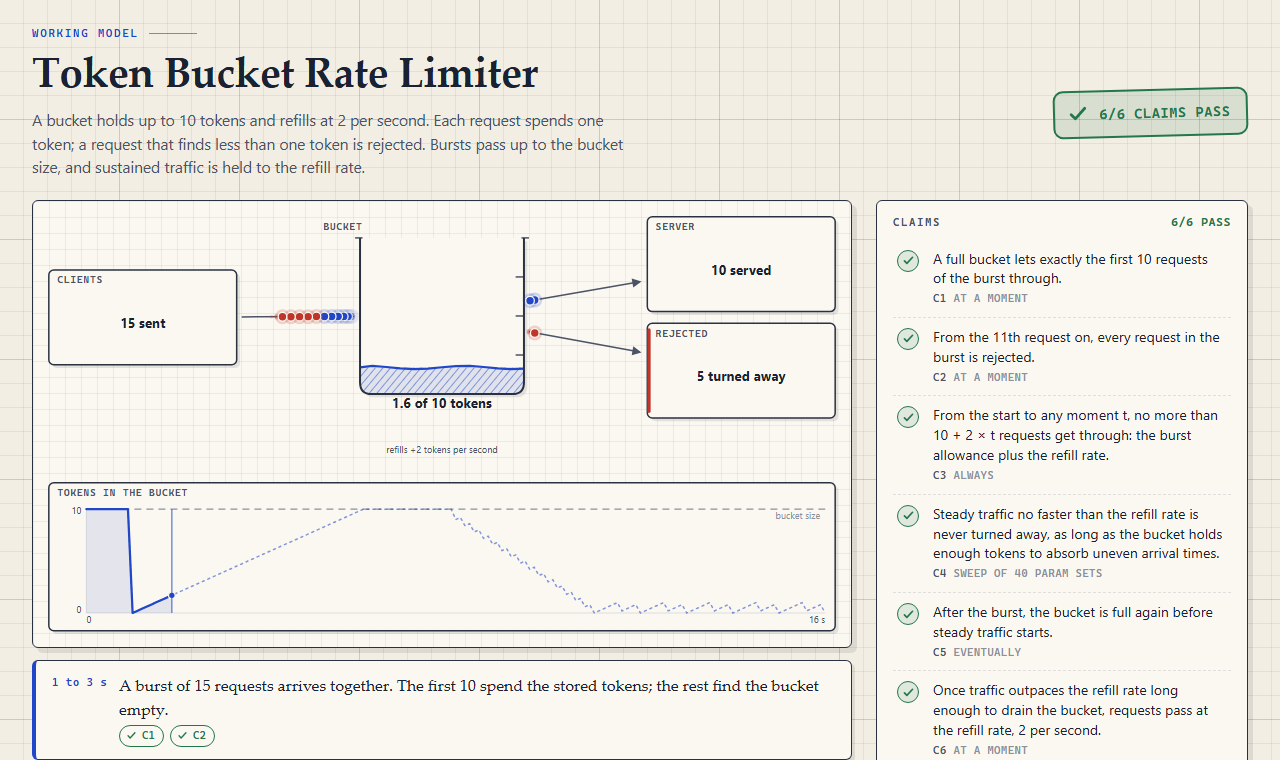 WORKING MODEL
Token Bucket Rate Limiter
A bucket holds up to 10 tokens and refills at 2 per second. Each request spends one
token; a request that finds less than one token is rejected. Bursts pass up to the bucket
size, and sustained traffic is held to the refill rate.
6/6 CLAIMS PASS
CLIENTS
15 sent
BUCKET
1.6 of 10 tokens
refills +2 tokens per second
SERVER
10 served
REJECTED
5 turned away
TOKENS IN THE BUCKET
10
bucket size
0
0
16 s
1 to 3 s
A burst of 15 requests arrives together. The first 10 spend the stored tokens; the rest find the bucket
empty.
C1
C2
CLAIMS
6/6 PASS
A full bucket lets exactly the first 10 requests
of the burst through.
C1 AT A MOMENT
From the 11th request on, every request in the
burst is rejected.
C2 AT A MOMENT
From the start to any moment t, no more than
10 + 2 × t requests get through: the burst
allowance plus the refill rate.
C3 ALWAYS
Steady traffic no faster than the refill rate is
never turned away, as long as the bucket holds
enough tokens to absorb uneven arrival times.
C4 SWEEP OF 40 PARAM SETS
After the burst, the bucket is full again before
steady traffic starts.
C5 EVENTUALLY
Once traffic outpaces the refill rate long
enough to drain the bucket, requests pass at
the refill rate, 2 per second.
C6 AT A MOMENT